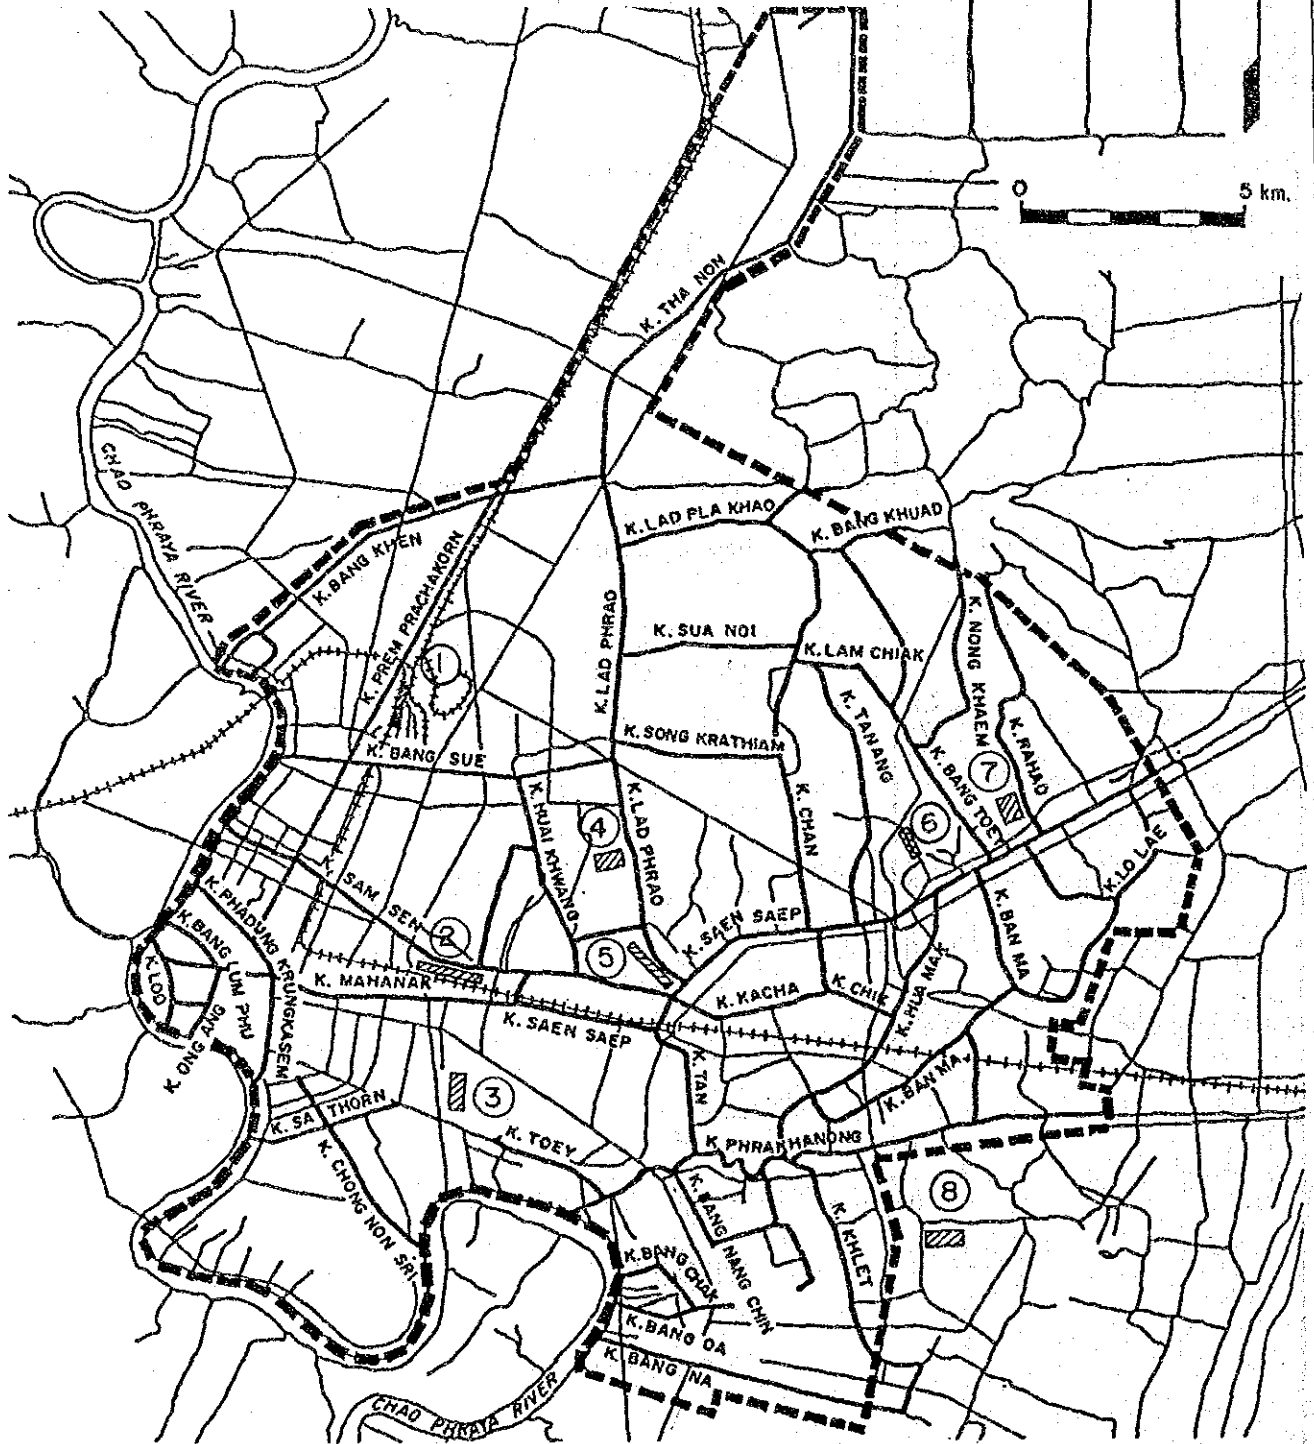 0 5 km.
K. THA NON
CHAO PHRAYA RIVER
K. LAD PLA KHAO
K. BANG KHUAD
K. BANG KHEN
K. PREM PRACHAKORN
K. LAD PHRAO
K. SUA NOI
K. LAM CHIAK
K. NONG KHAEM
1
K. TANANG
K. RAHAO
K. BANG SUE
K. SONG KRATHIAM
K. BANG TOEY
7
K. HUAI KHWANG
4
K. LAD PHRAO
K. CHAN
6
K. LO LAE
K. SAM SEN
K. PHADUNG KRUNGKASEM
K. BANG LUM PHU
2
K. SAEN SAEP
5
K. LOD
K. BAN MA
K. MAHANAK
K. KACHA
K. CHIK
K. HUA MAK
K. ONG ANG
K. SAEN SAEP
K. TAN
K. BAN MA
3
K. SA THORN
K. TOEY
K. PHRAKHANONG
K. CHONG NON SRI
8
K. BANG NANG CHIN
K. KHLET
K. BANG CHAK
K. BANG OA
K. BANG NA
CHAO PHRAYA RIVER